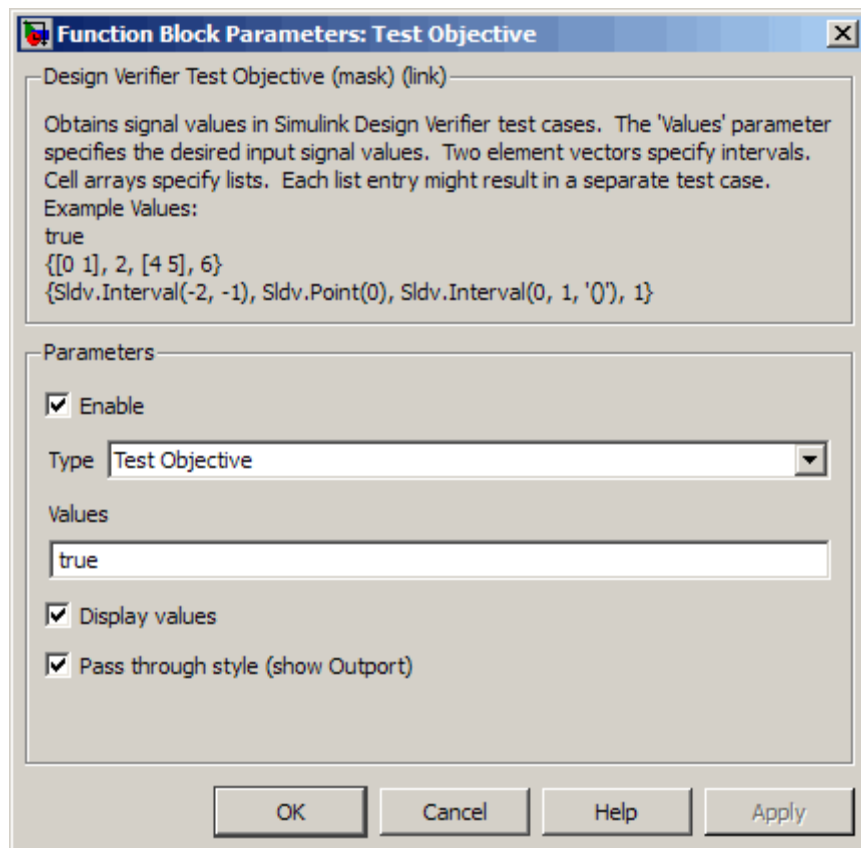 Function Block Parameters: Test Objective
Design Verifier Test Objective (mask) (link)
Obtains signal values in Simulink Design Verifier test cases.  The 'Values' parameter
specifies the desired input signal values.  Two element vectors specify intervals.
Cell arrays specify lists.  Each list entry might result in a separate test case.
Example Values:
true
{[0 1], 2, [4 5], 6}
{Sldv.Interval(-2, -1), Sldv.Point(0), Sldv.Interval(0, 1, '()'), 1}
Parameters
Enable
Type Test Objective
Values
true
Display values
Pass through style (show Outport)
OK Cancel Help Apply